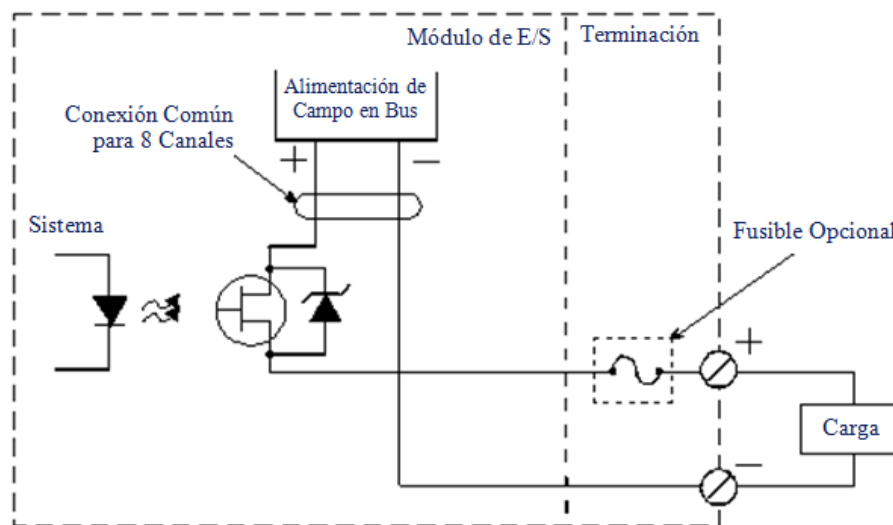 Módulo de E/S
Terminación
Alimentación de
Campo en Bus
Conexión Común
para 8 Canales
+
−
Sistema
Fusible Opcional
+
Carga
−